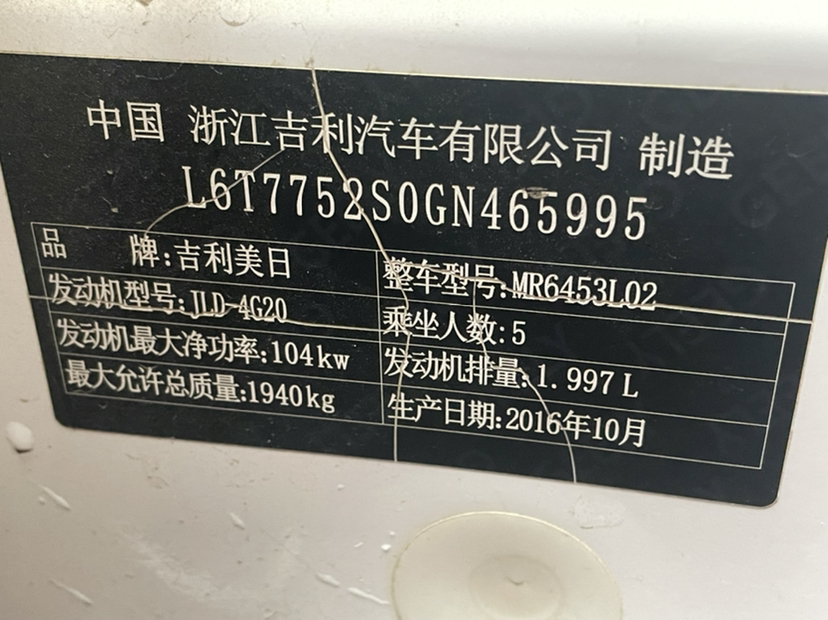 中国 浙江吉利汽车有限公司 制造
L6T7752S0GN465995
品 牌:吉利美日 整车型号:MR6453L02
发动机型号:JLD-4G20 乘坐人数:5
发动机最大净功率:104kw 发动机排量:1.997L
最大允许总质量:1940kg 生产日期:2016年10月